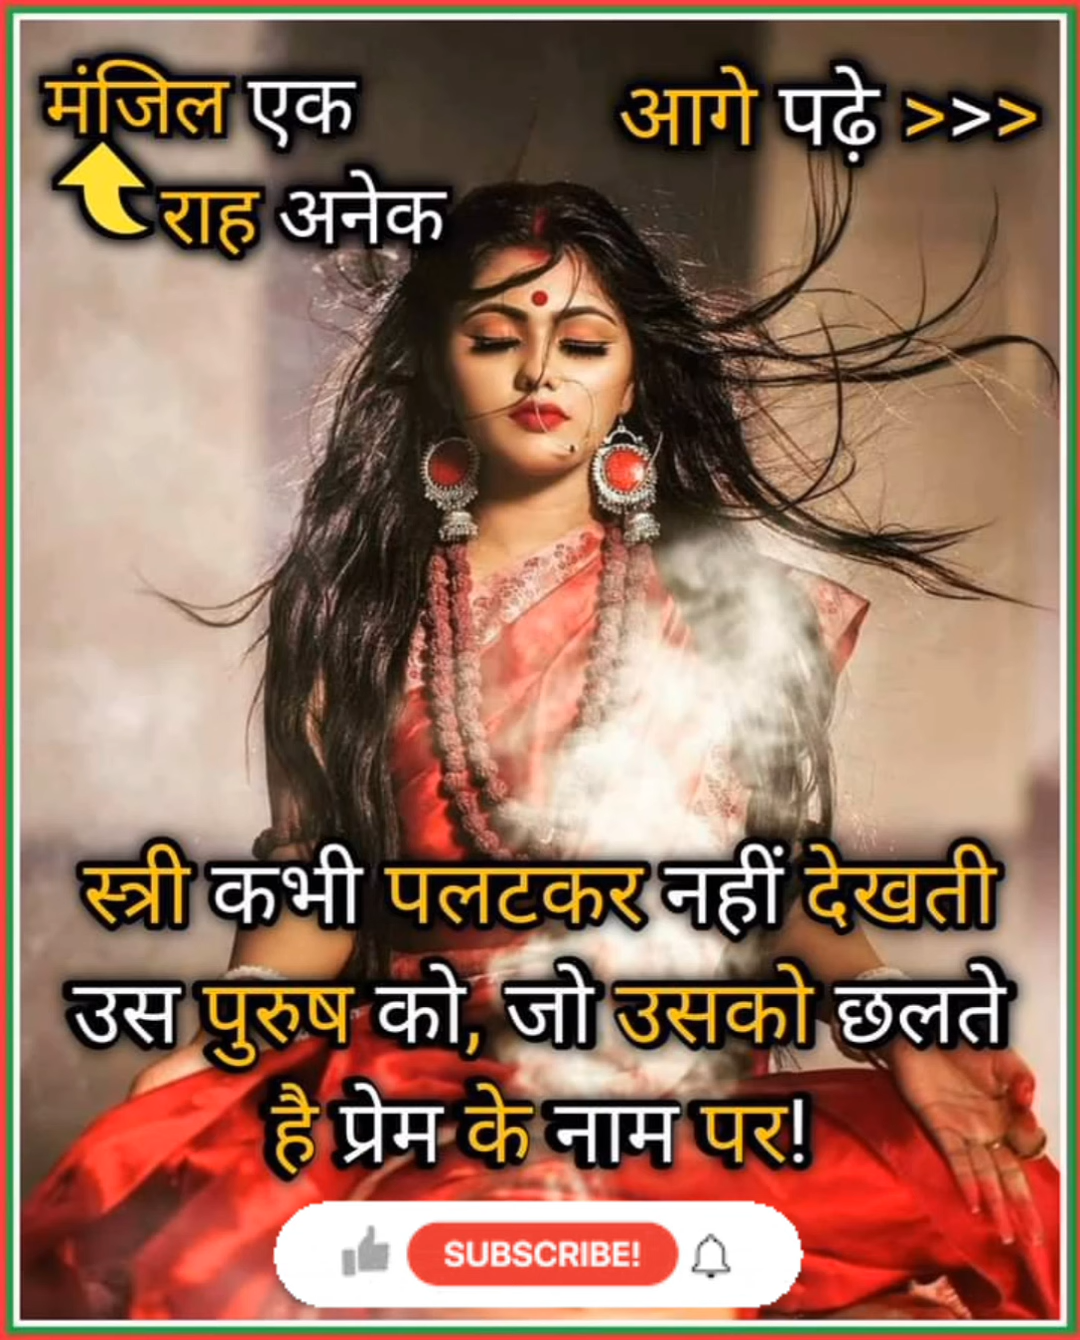 मंजिल एक
राह अनेक
आगे पढ़े >>>
स्त्री कभी पलटकर नहीं देखती
उस पुरुष को, जो उसको छलते
है प्रेम के नाम पर!
SUBSCRIBE!